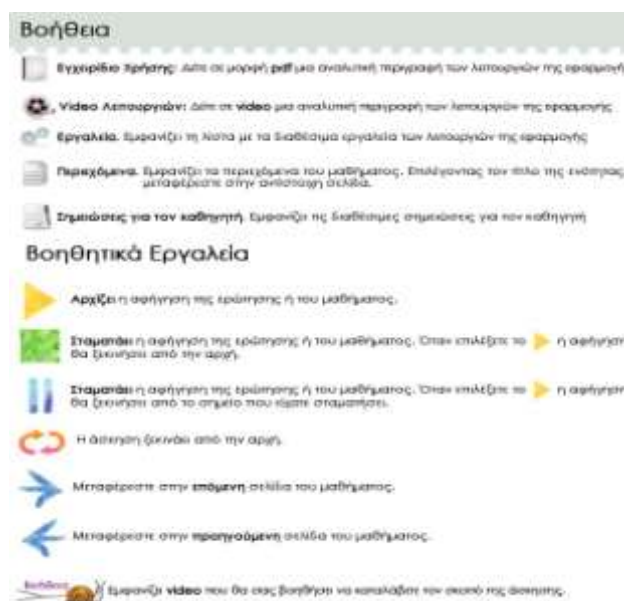 Βοήθεια
Εγχειρίδιο Χρήσης: Δείτε σε μορφή pdf μια αναλυτική περιγραφή των λειτουργιών της εφαρμογή
Video Λειτουργιών: Δείτε σε video μια αναλυτική περιγραφή των λειτουργιών της εφαρμογής
Εργαλεία. Εμφανίζει τη λίστα με τα διαθέσιμα εργαλεία των λειτουργιών της εφαρμογής
Περιεχόμενα. Εμφανίζει τα περιεχόμενα του μαθήματος. Επιλέγοντας τον τίτλο της ενότητας
μεταφέρεστε στην αντίστοιχη σελίδα.
Σημειώσεις για τον καθηγητή. Εμφανίζει τις διαθέσιμες σημειώσεις για τον καθηγητή
Βοηθητικά Εργαλεία
Αρχίζει η αφήγηση της ερώτησης ή του μαθήματος.
Σταματάει η αφήγηση της ερώτησης ή του μαθήματος. Όταν επιλέξετε το η αφήγηση
θα ξεκινήσει από την αρχή.
Σταματάει η αφήγηση της ερώτησης ή του μαθήματος. Όταν επιλέξετε το η αφήγηση
θα ξεκινήσει από το σημείο που είχατε σταματήσει.
Η άσκηση ξεκινάει από την αρχή.
Μεταφέρεστε στην επόμενη σελίδα του μαθήματος.
Μεταφέρεστε στην προηγούμενη σελίδα του μαθήματος.
Βοήθεια Εμφανίζει video που θα σας βοηθήσει να καταλάβετε τον σκοπό της άσκησης.